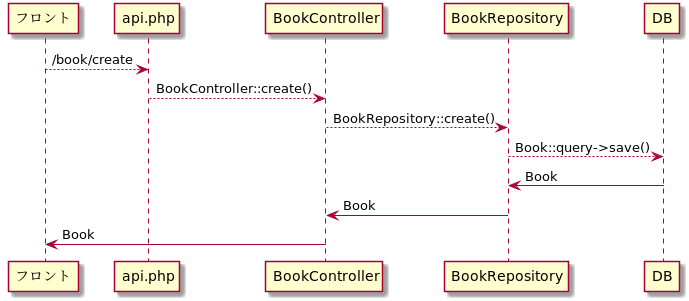 フロント api.php BookController BookRepository DB
/book/create
BookController::create()
BookRepository::create()
Book::query->save()
Book
Book
Book
フロント api.php BookController BookRepository DB